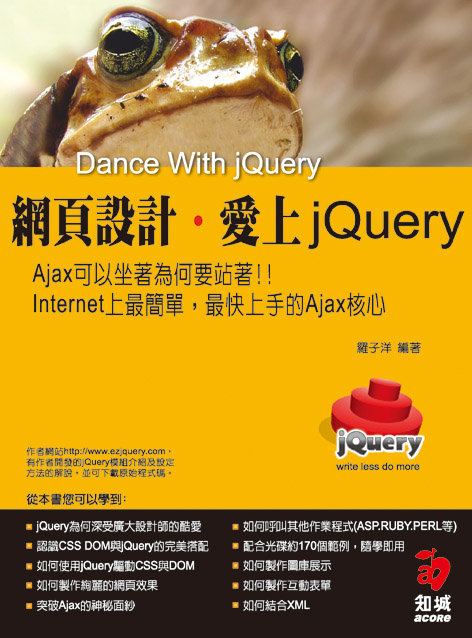 Dance With jQuery
網頁設計・愛上jQuery
Ajax可以坐著為何要站著!!
Internet上最簡單，最快上手的Ajax核心
羅子洋 編著
jQuery
write less do more
作者網站http://www.ezjquery.com，
有作者開發的jQuery模組介紹及設定
方法的解說，並可下載原始程式碼。
從本書您可以學到:
jQuery為何深受廣大設計師的酷愛
認識CSS DOM與jQuery的完美搭配
如何使用jQuery驅動CSS與DOM
如何製作絢麗的網頁效果
突破Ajax的神秘面紗
如何呼叫其他作業程式(ASP.RUBY.PERL等)
配合光碟約170個範例，隨學即用
如何製作圖庫展示
如何製作互動表單
如何結合XML
知城
acore